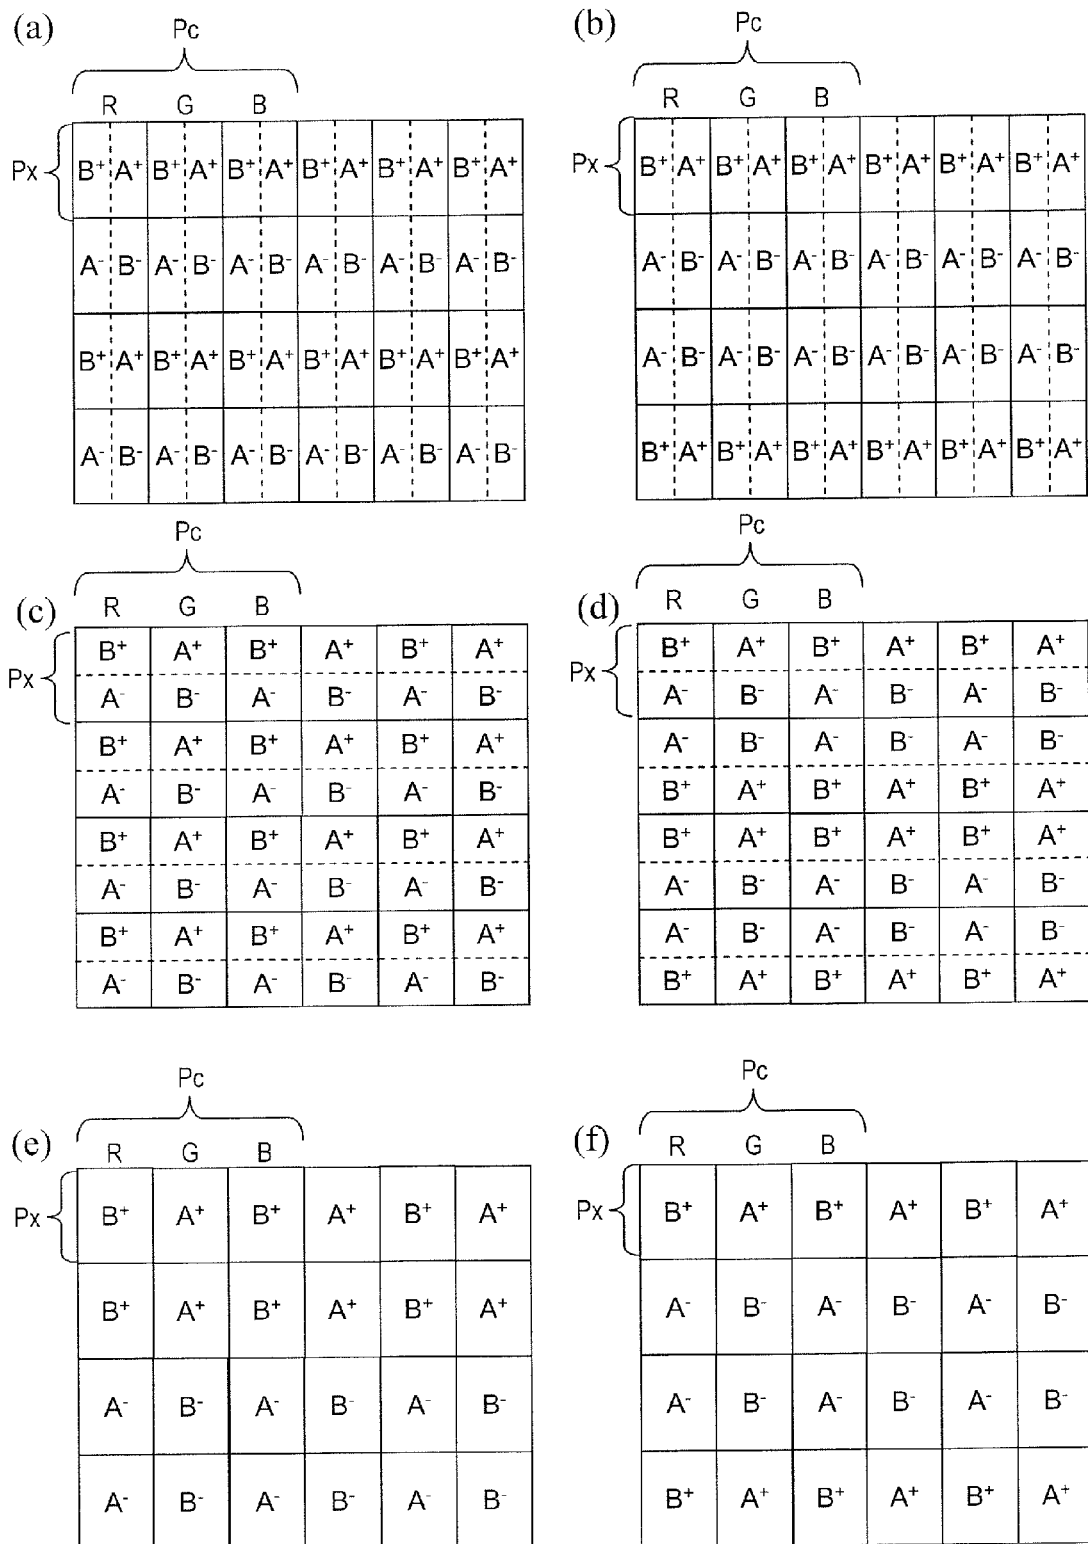 (a)
Pc
R G B
Px
B⁺ A⁺ B⁺ A⁺ B⁺ A⁺ B⁺ A⁺ B⁺ A⁺ B⁺ A⁺
A⁻ B⁻ A⁻ B⁻ A⁻ B⁻ A⁻ B⁻ A⁻ B⁻ A⁻ B⁻
B⁺ A⁺ B⁺ A⁺ B⁺ A⁺ B⁺ A⁺ B⁺ A⁺ B⁺ A⁺
A⁻ B⁻ A⁻ B⁻ A⁻ B⁻ A⁻ B⁻ A⁻ B⁻ A⁻ B⁻
(b)
Pc
R G B
Px
B⁺ A⁺ B⁺ A⁺ B⁺ A⁺ B⁺ A⁺ B⁺ A⁺ B⁺ A⁺
A⁻ B⁻ A⁻ B⁻ A⁻ B⁻ A⁻ B⁻ A⁻ B⁻ A⁻ B⁻
A⁻ B⁻ A⁻ B⁻ A⁻ B⁻ A⁻ B⁻ A⁻ B⁻ A⁻ B⁻
B⁺ A⁺ B⁺ A⁺ B⁺ A⁺ B⁺ A⁺ B⁺ A⁺ B⁺ A⁺
(c)
Pc
R G B
Px
B⁺ A⁺ B⁺ A⁺ B⁺ A⁺
A⁻ B⁻ A⁻ B⁻ A⁻ B⁻
B⁺ A⁺ B⁺ A⁺ B⁺ A⁺
A⁻ B⁻ A⁻ B⁻ A⁻ B⁻
B⁺ A⁺ B⁺ A⁺ B⁺ A⁺
A⁻ B⁻ A⁻ B⁻ A⁻ B⁻
B⁺ A⁺ B⁺ A⁺ B⁺ A⁺
A⁻ B⁻ A⁻ B⁻ A⁻ B⁻
(d)
Pc
R G B
Px
B⁺ A⁺ B⁺ A⁺ B⁺ A⁺
A⁻ B⁻ A⁻ B⁻ A⁻ B⁻
A⁻ B⁻ A⁻ B⁻ A⁻ B⁻
B⁺ A⁺ B⁺ A⁺ B⁺ A⁺
B⁺ A⁺ B⁺ A⁺ B⁺ A⁺
A⁻ B⁻ A⁻ B⁻ A⁻ B⁻
A⁻ B⁻ A⁻ B⁻ A⁻ B⁻
B⁺ A⁺ B⁺ A⁺ B⁺ A⁺
(e)
Pc
R G B
Px
B⁺ A⁺ B⁺ A⁺ B⁺ A⁺
B⁺ A⁺ B⁺ A⁺ B⁺ A⁺
A⁻ B⁻ A⁻ B⁻ A⁻ B⁻
A⁻ B⁻ A⁻ B⁻ A⁻ B⁻
(f)
Pc
R G B
Px
B⁺ A⁺ B⁺ A⁺ B⁺ A⁺
A⁻ B⁻ A⁻ B⁻ A⁻ B⁻
A⁻ B⁻ A⁻ B⁻ A⁻ B⁻
B⁺ A⁺ B⁺ A⁺ B⁺ A⁺